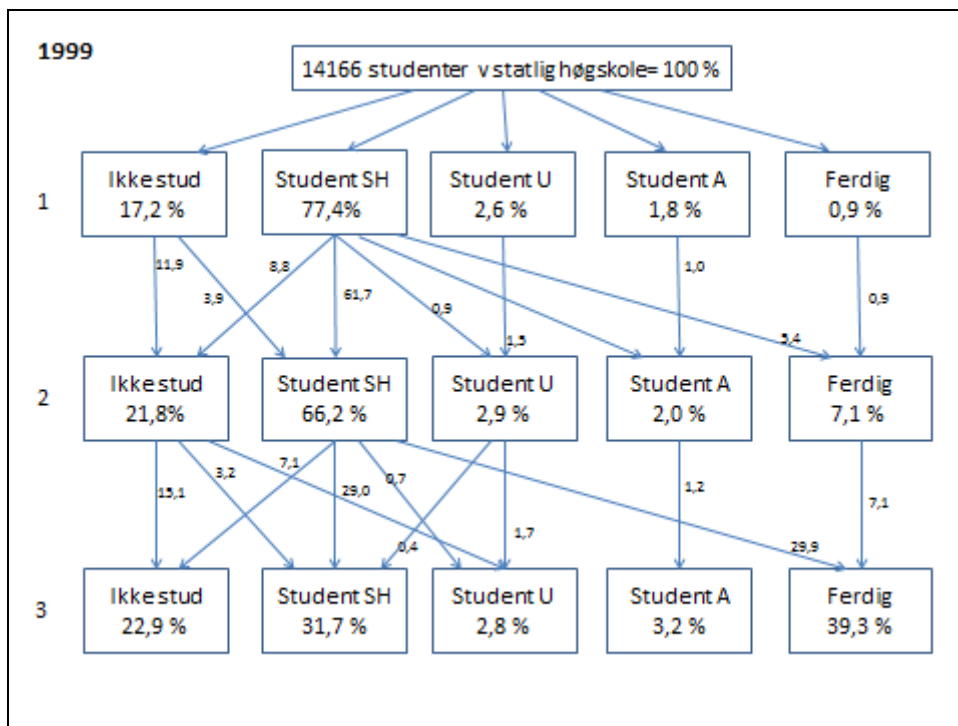 1999
14166 studenter v statlig høgskole= 100 %
1
Ikke stud
17,2 %
Student SH
77,4%
Student U
2,6 %
Student A
1,8 %
Ferdig
0,9 %
11,9
3,9
8,8
61,7
0,9
1,3
1,0
5,4
0,9
2
Ikke stud
21,8%
Student SH
66,2 %
Student U
2,9 %
Student A
2,0 %
Ferdig
7,1 %
15,1
3,2
7,1
29,0
0,7
0,4
1,7
1,2
29,9
7,1
3
Ikke stud
22,9 %
Student SH
31,7 %
Student U
2,8 %
Student A
3,2 %
Ferdig
39,3 %